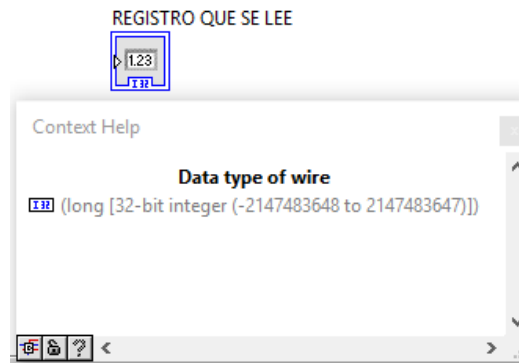 REGISTRO QUE SE LEE
1.23
I32
Context Help
x
Data type of wire
I32 (long [32-bit integer (-2147483648 to 2147483647)])
?